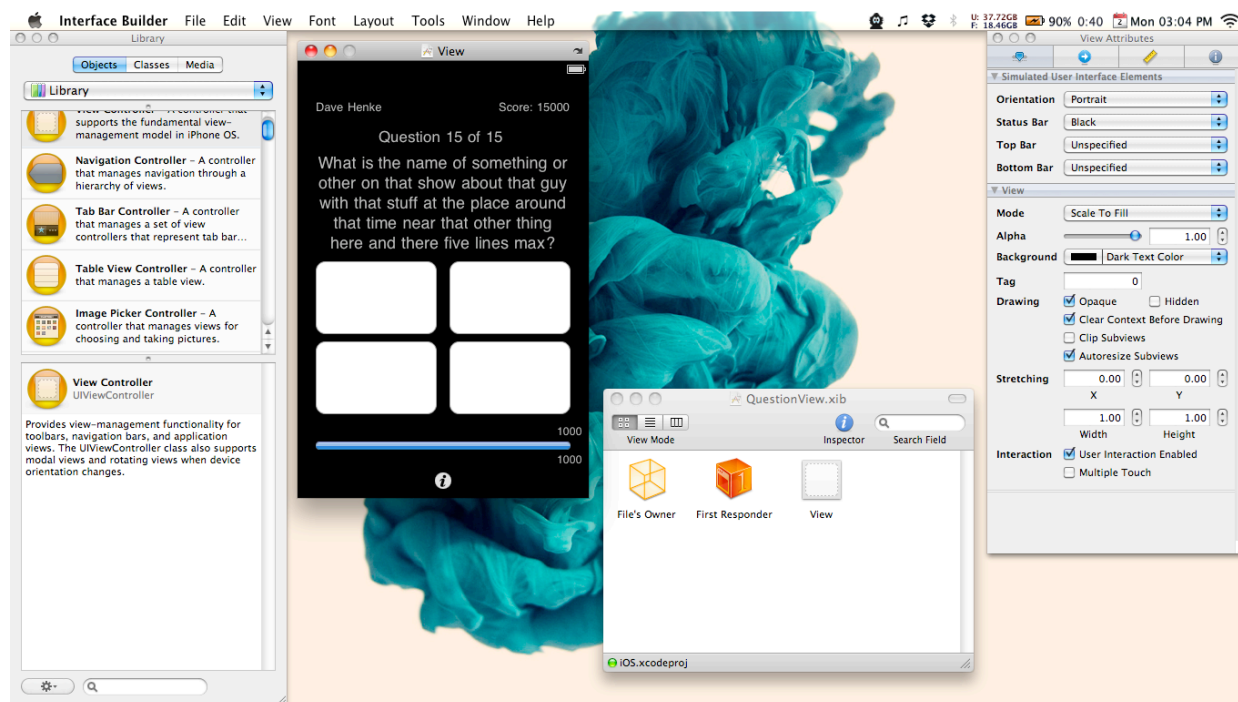 Interface Builder File Edit View Font Layout Tools Window Help
U: 37.72GB
F: 18.46GB
90% 0:40
2
Mon 03:04 PM
Library
Objects Classes Media
Library
View Controller – A controller that
supports the fundamental view-
management model in iPhone OS.
Navigation Controller – A controller
that manages navigation through a
hierarchy of views.
Tab Bar Controller – A controller
that manages a set of view
controllers that represent tab bar...
Table View Controller – A controller
that manages a table view.
Image Picker Controller – A
controller that manages views for
choosing and taking pictures.
View Controller
UIViewController
Provides view-management functionality for
toolbars, navigation bars, and application
views. The UIViewController class also supports
modal views and rotating views when device
orientation changes.
View
Dave Henke Score: 15000
Question 15 of 15
What is the name of something or
other on that show about that guy
with that stuff at the place around
that time near that other thing
here and there five lines max?
1000
1000
QuestionView.xib
View Mode Inspector Search Field
File's Owner First Responder View
iOS.xcodeproj
View Attributes
Simulated User Interface Elements
Orientation Portrait
Status Bar Black
Top Bar Unspecified
Bottom Bar Unspecified
View
Mode Scale To Fill
Alpha 1.00
Background Dark Text Color
Tag 0
Drawing Opaque Hidden
Clear Context Before Drawing
Clip Subviews
Autoresize Subviews
Stretching 0.00 0.00
X Y
1.00 1.00
Width Height
Interaction User Interaction Enabled
Multiple Touch